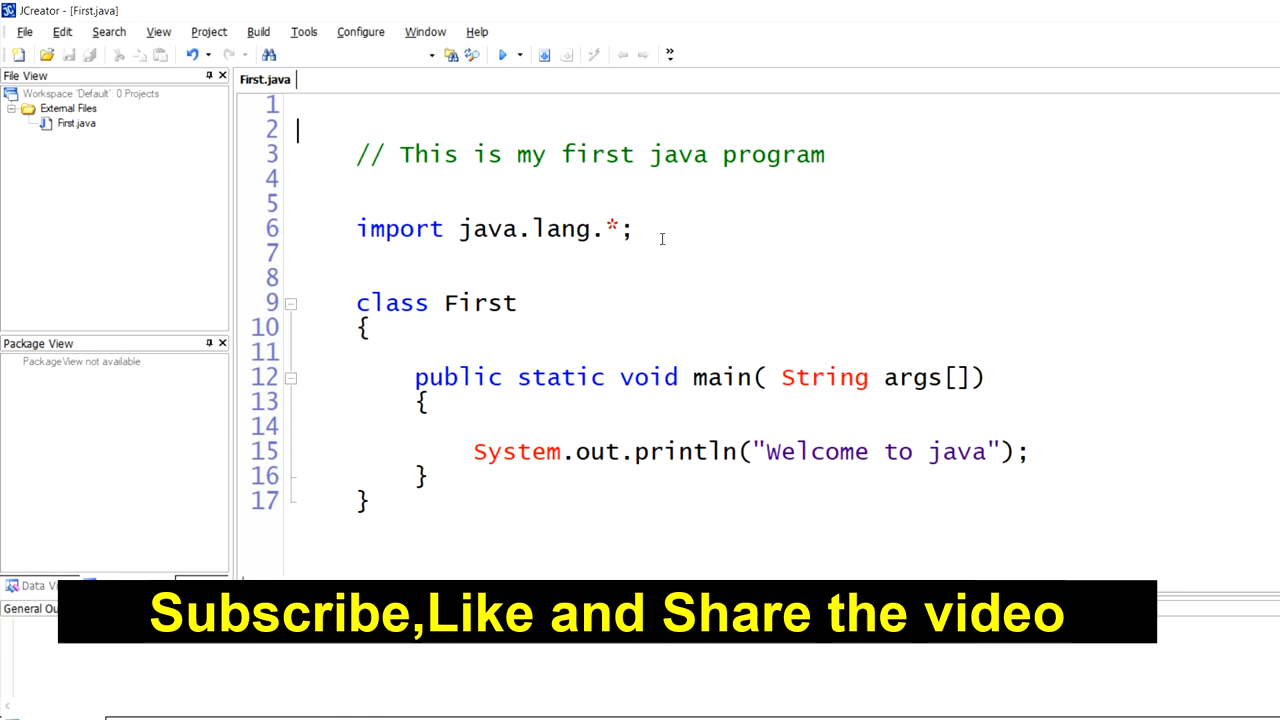 JCreator - [First.java]
File Edit Search View Project Build Tools Configure Window Help
File View
Workspace 'Default': 0 Projects
External Files
First.java
Package View
PackageView not available
Data
General
First.java
1
2
3 // This is my first java program
4
5
6 import java.lang.*;
7
8
9 class First
10 {
11
12 public static void main( String args[])
13 {
14
15 System.out.println("Welcome to java");
16 }
17 }
Subscribe,Like and Share the video